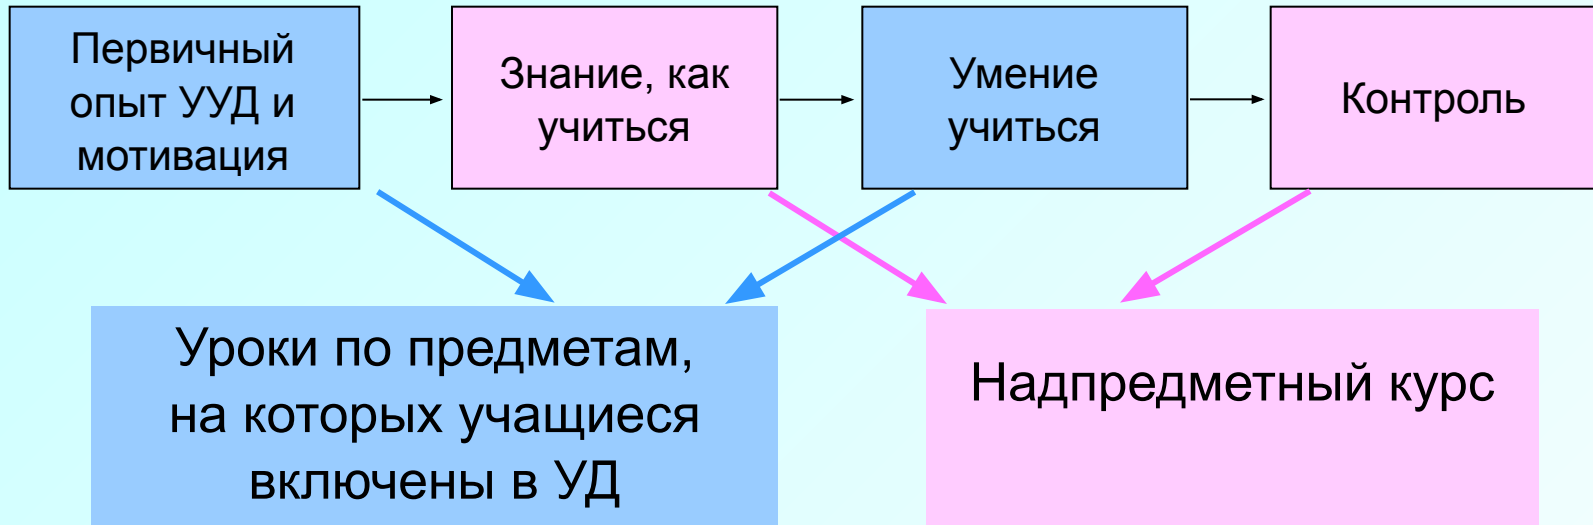 Первичный
опыт УУД и
мотивация
Знание, как
учиться
Умение
учиться
Контроль
Уроки по предметам,
на которых учащиеся
включены в УД
Надпредметный курс